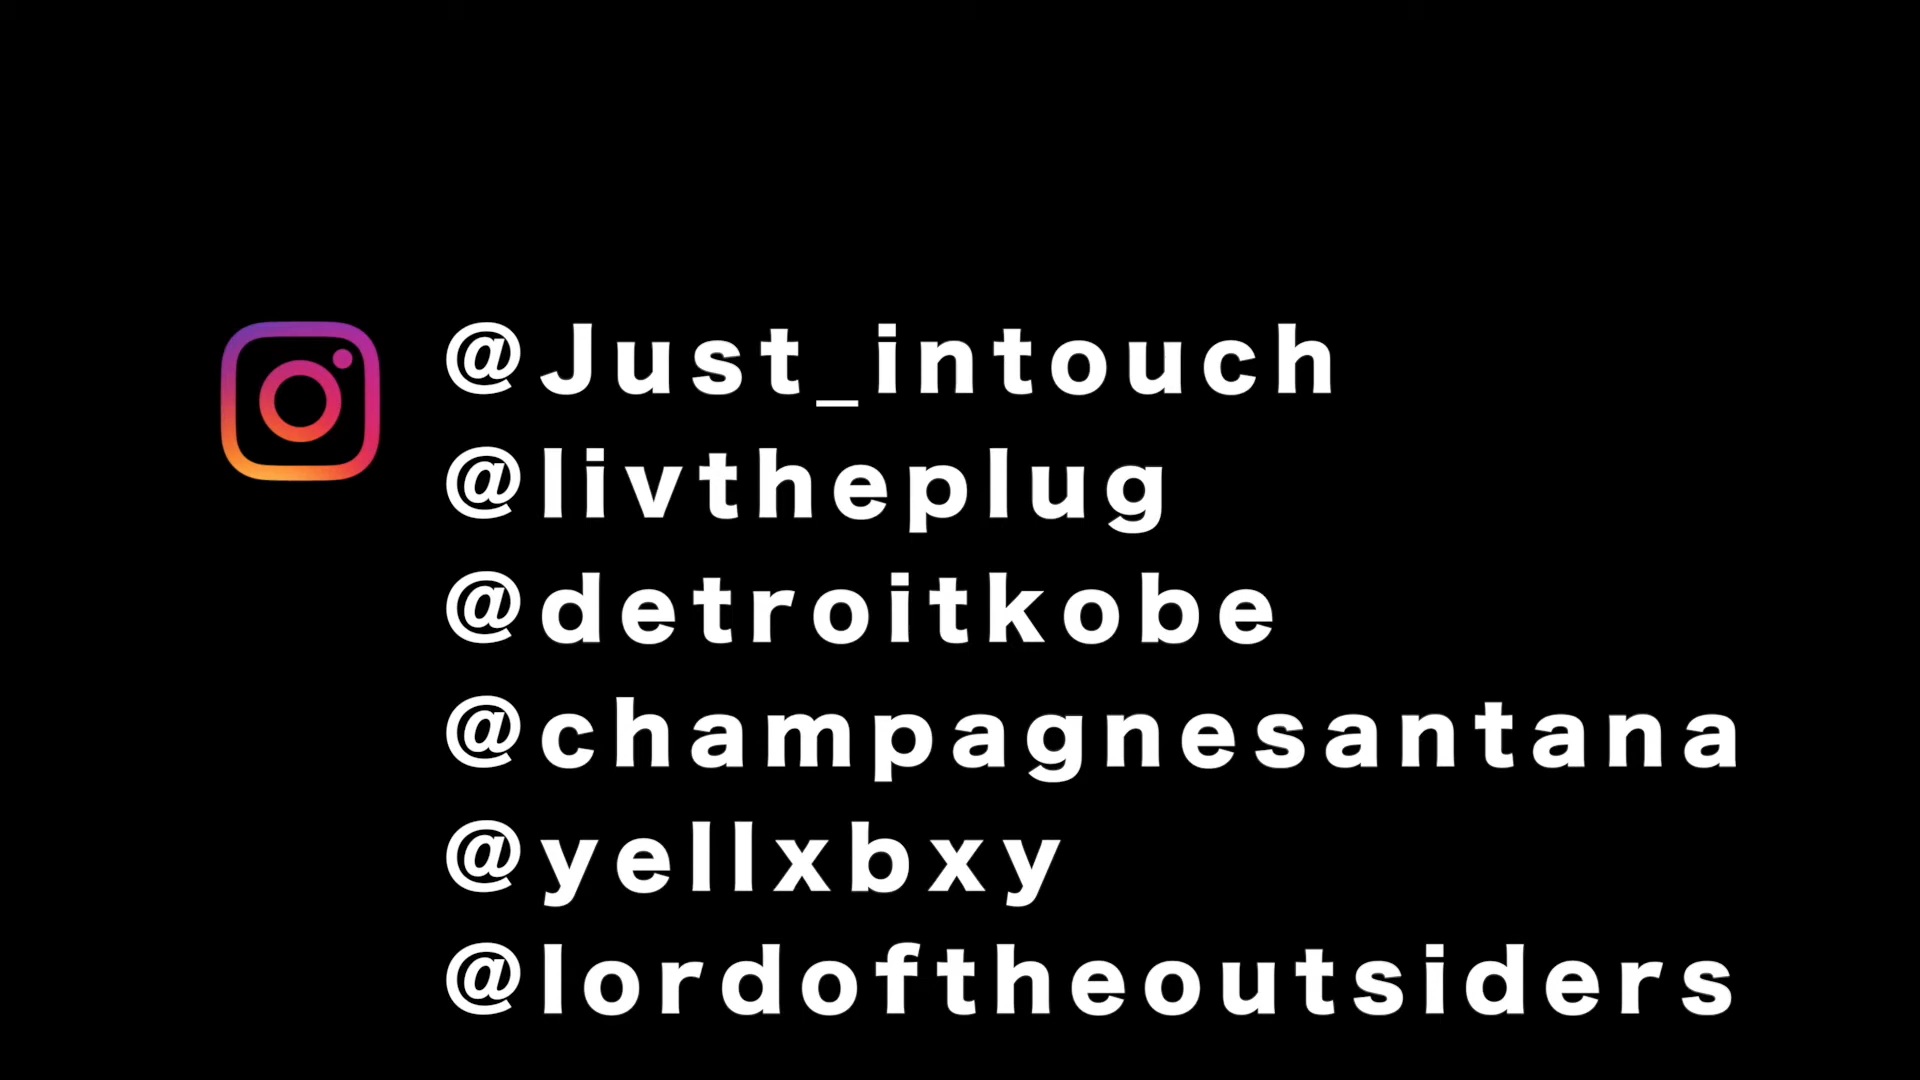 @Just_intouch
@livtheplug
@detroitkobe
@champagnesantana
@yellxbxy
@lordoftheoutsiders